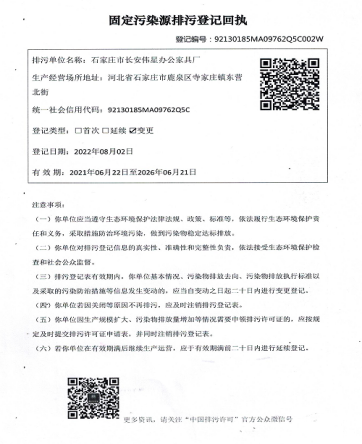 固定污染源排污登记回执
登记编号：92130185MA09762Q5C002W
排污单位名称：石家庄市长安伟星办公家具厂
生产经营场所地址：河北省石家庄市鹿泉区寺家庄镇东营
北街
统一社会信用代码：92130185MA09762Q5C
登记类型：□首次 □延续 ☑变更
登记日期：2022年08月02日
有效期：2021年06月22日至2026年06月21日
注意事项：
（一）你单位应当遵守生态环境保护法律法规、政策、标准等，依法履行生态环境保护责
任和义务，采取措施防治环境污染，做到污染物稳定达标排放。
（二）你单位对排污登记信息的真实性、准确性和完整性负责，依法接受生态环境保护检
查和社会公众监督。
（三）排污登记表有效期内，你单位基本情况、污染物排放去向、污染物排放执行标准以
及采取的污染防治措施等信息发生变动的，应当自变动之日起二十日内进行变更登记。
（四）你单位若因关闭等原因不再排污，应及时注销排污登记表。
（五）你单位因生产规模扩大、污染物排放量增加等情况需要申领排污许可证的，应按规
定及时提交排污许可证申请表，并同时注销排污登记表。
（六）若你单位在有效期满后继续生产运营，应于有效期满前二十日内进行延续登记。
更多资讯，请关注“中国排污许可”官方公众微信号